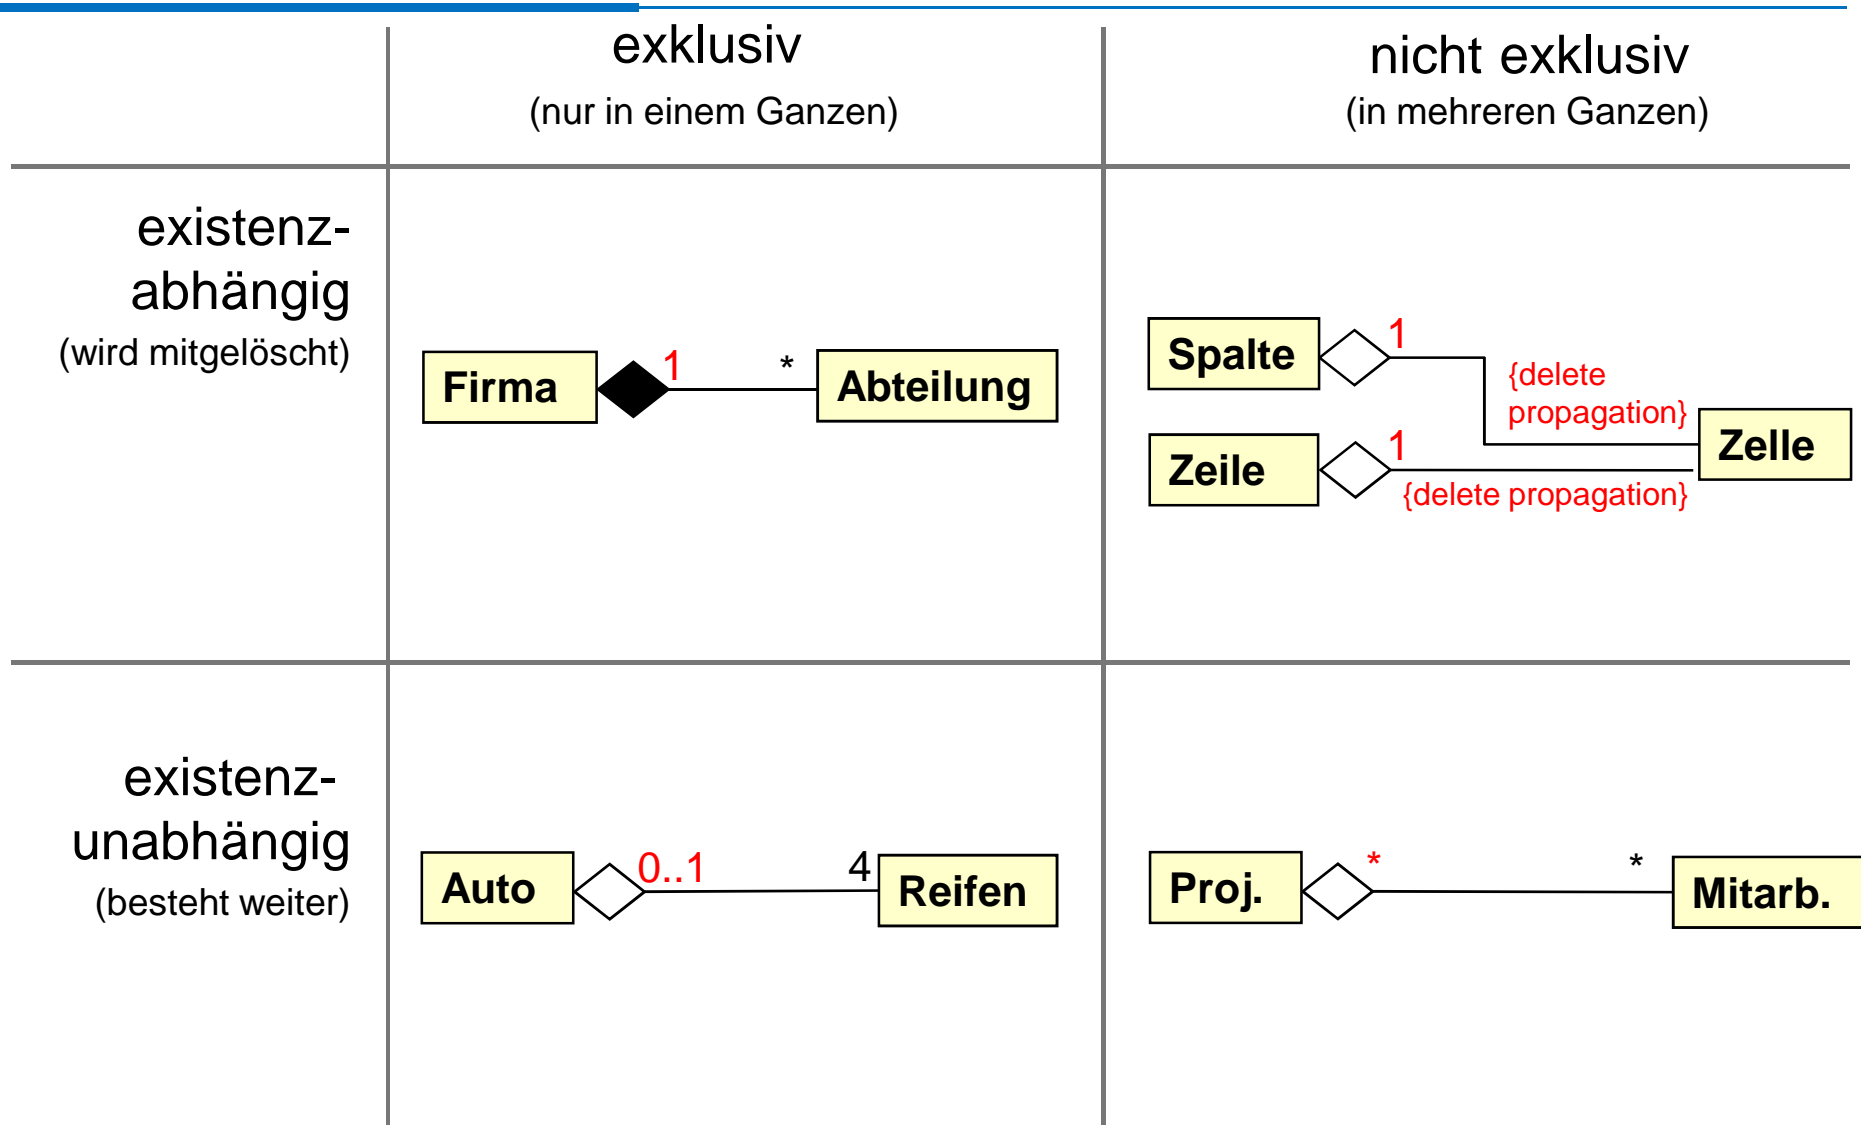 exklusiv
(nur in einem Ganzen)
nicht exklusiv
(in mehreren Ganzen)
existenz-
abhängig
(wird mitgelöscht)
Firma
1
*
Abteilung
Spalte
1
{delete
propagation}
Zeile
1
{delete propagation}
Zelle
existenz-
unabhängig
(besteht weiter)
Auto
0..1
4
Reifen
Proj.
*
*
Mitarb.